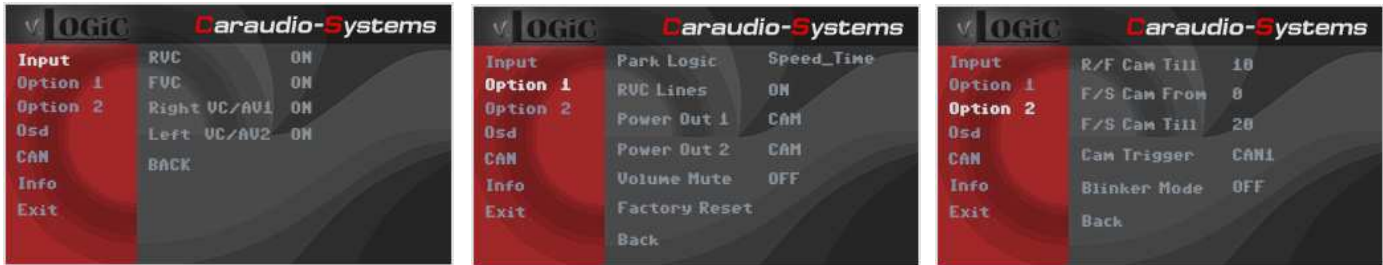 V. LOGiC Caraudio-Systems
Input RVC ON
Option 1 FVC ON
Option 2 Right VC/AV1 ON
Osd Left VC/AV2 ON
CAN BACK
Info
Exit
V. LOGiC Caraudio-Systems
Input Park Logic Speed_Time
Option 1 RVC Lines ON
Option 2 Power Out 1 CAM
Osd
CAN Power Out 2 CAM
Info Volume Mute OFF
Exit Factory Reset
Back
V. LOGiC Caraudio-Systems
Input R/F Cam Till 10
Option 1 F/S Cam From 0
Option 2 F/S Cam Till 20
Osd
CAN Cam Trigger CAN1
Info Blinker Mode OFF
Exit Back